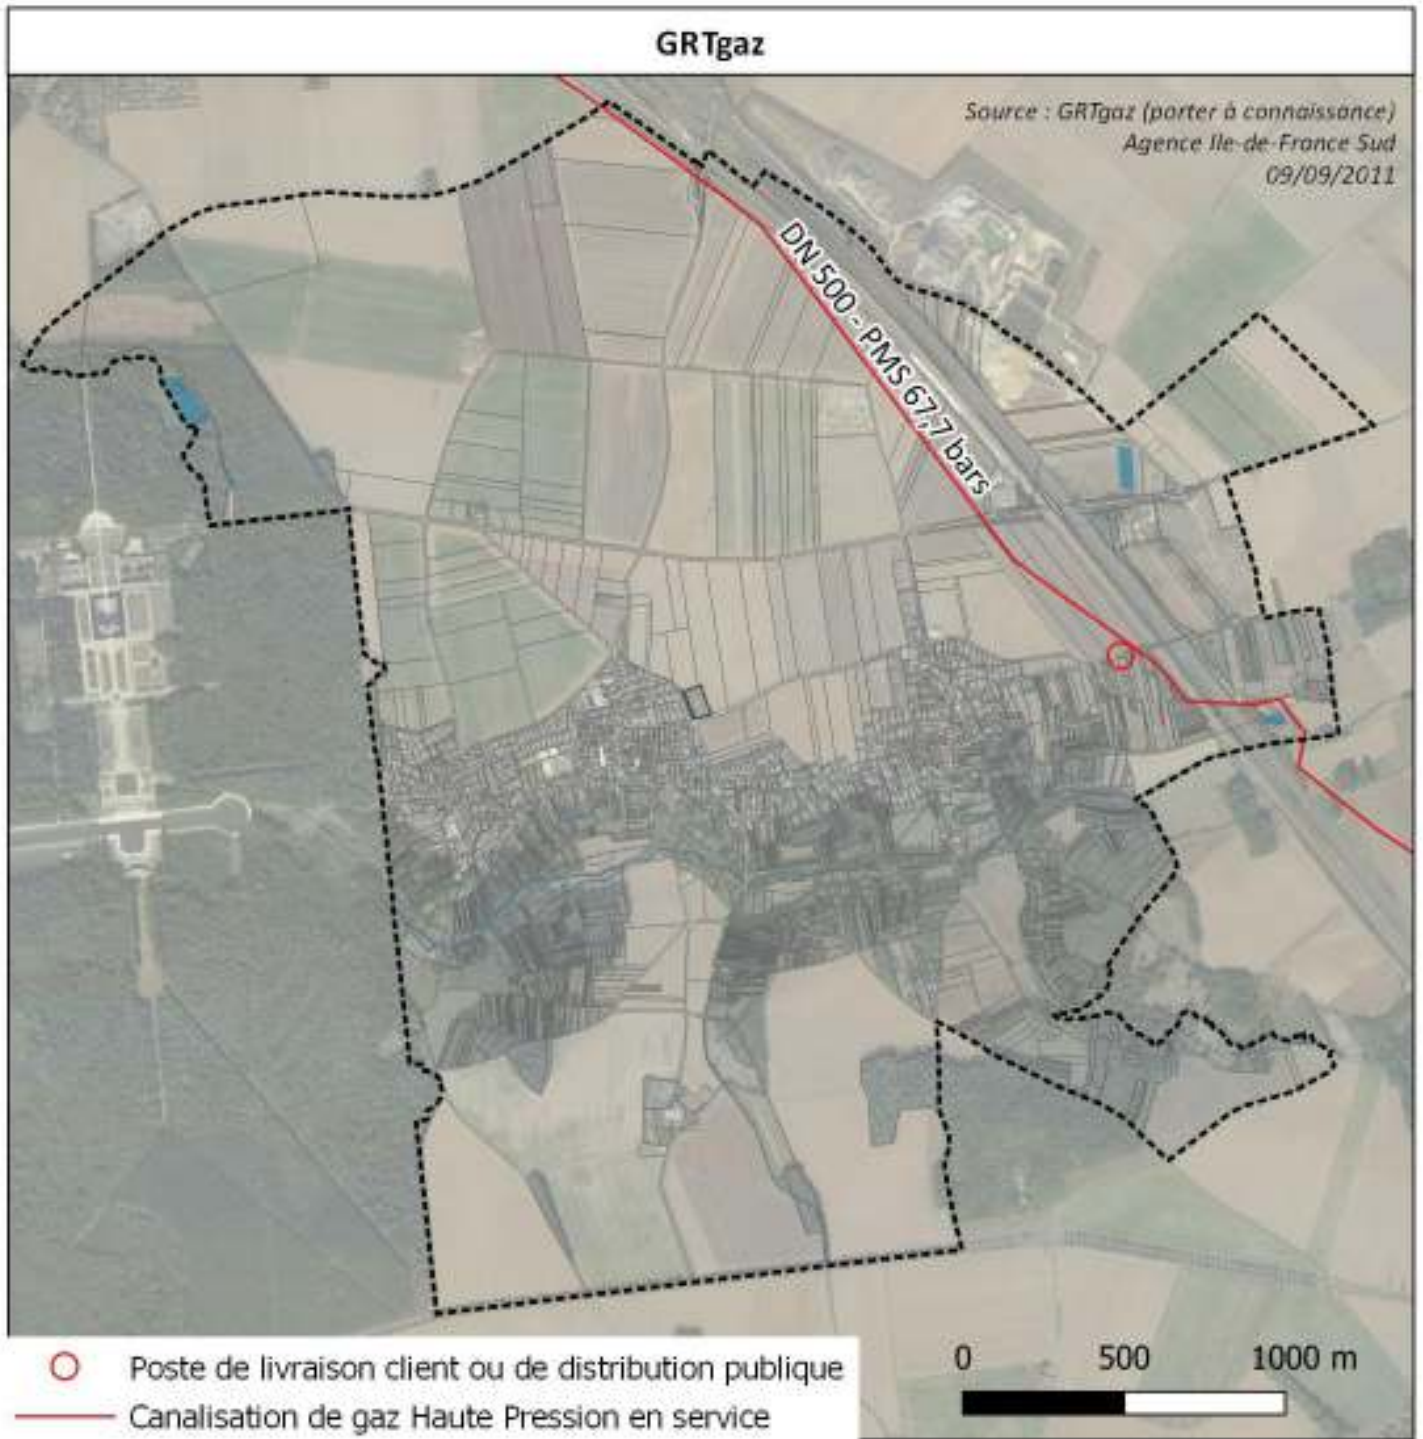 GRTgaz
Source : GRTgaz (porter à connaissance)
Agence Ile-de-France Sud
09/09/2011
DN 500 - PMS 67,7 bars
Poste de livraison client ou de distribution publique
Canalisation de gaz Haute Pression en service
0 500 1000 m